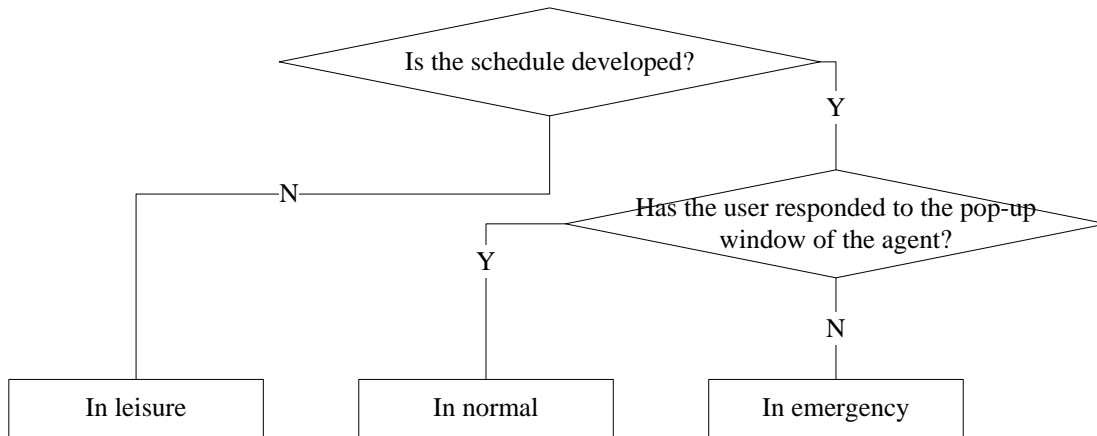 Is the schedule developed?
Y
N
Has the user responded to the pop-up
window of the agent?
Y
N
In leisure
In normal
In emergency